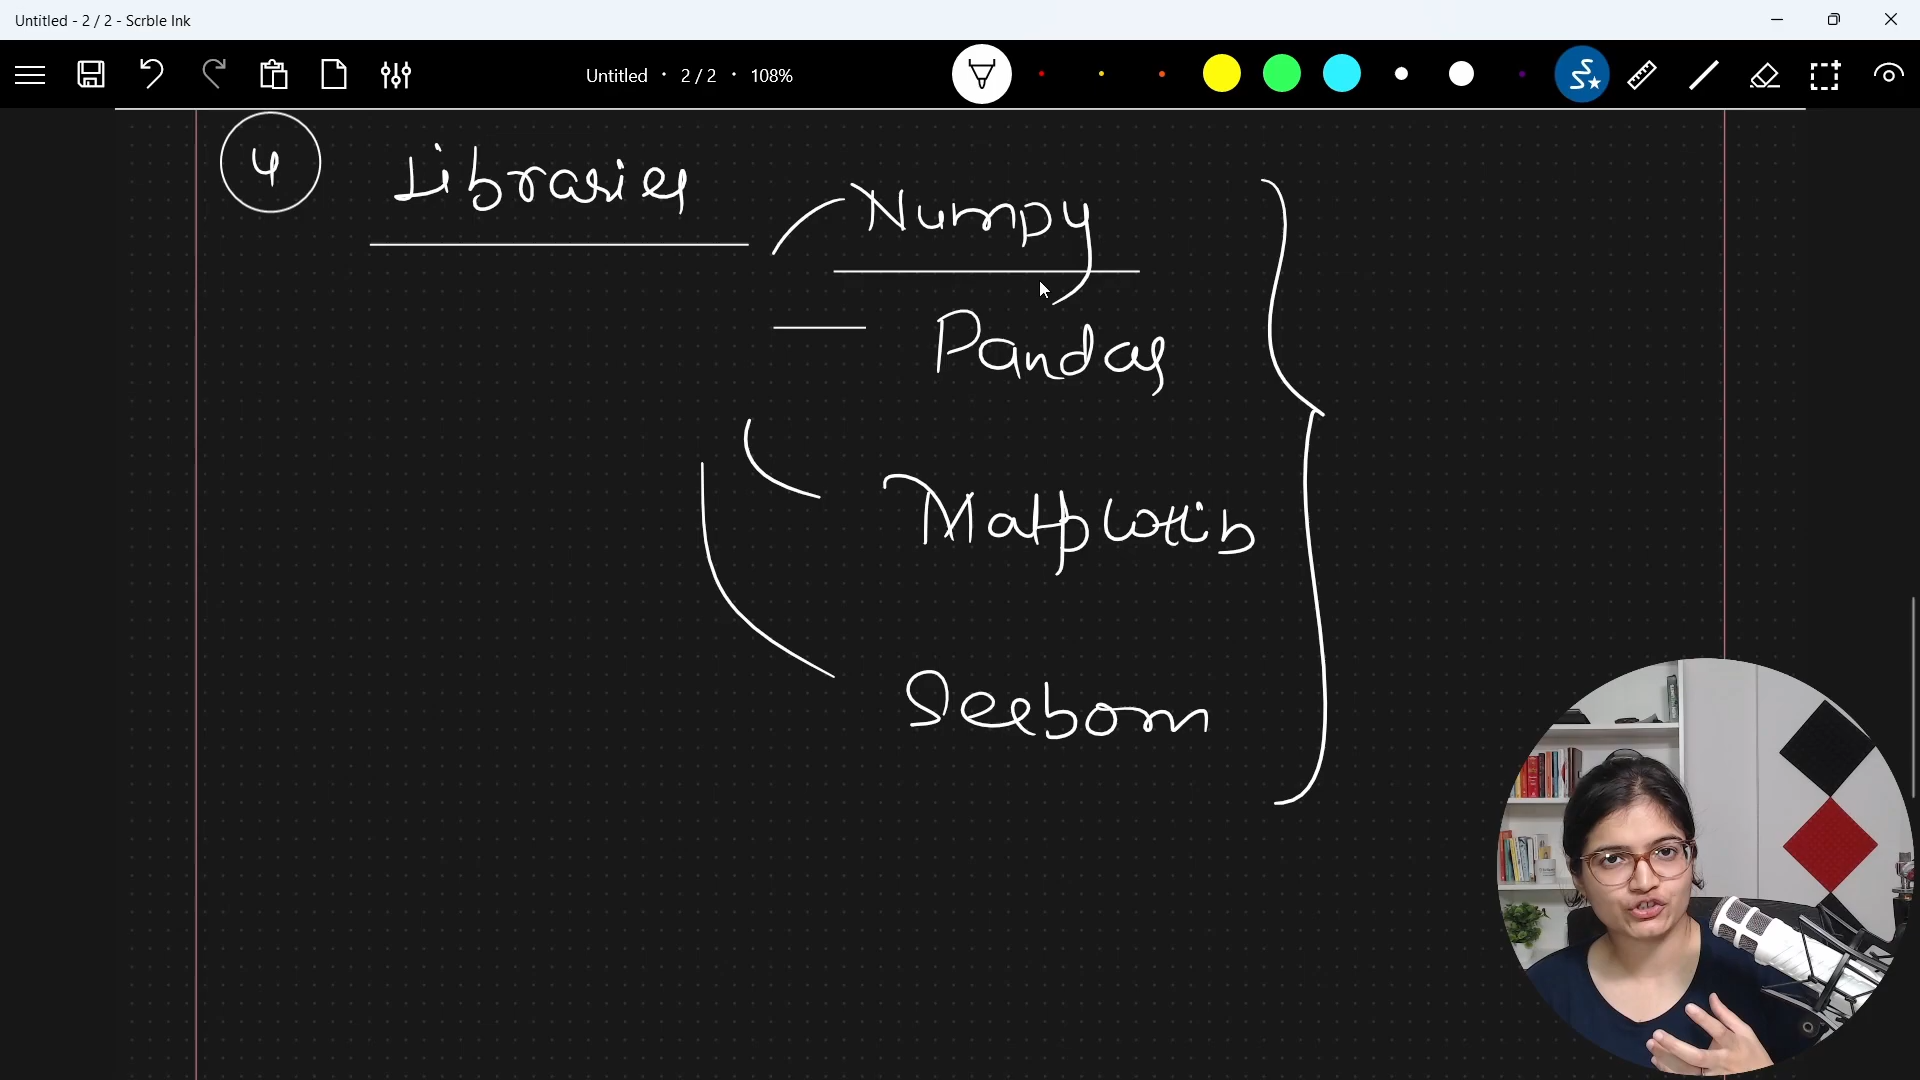 Untitled - 2 / 2 - Scrble Ink
Untitled · 2 / 2 · 108%
4 Libraries
Numpy
Pandas
Matplotlib
Seeborn